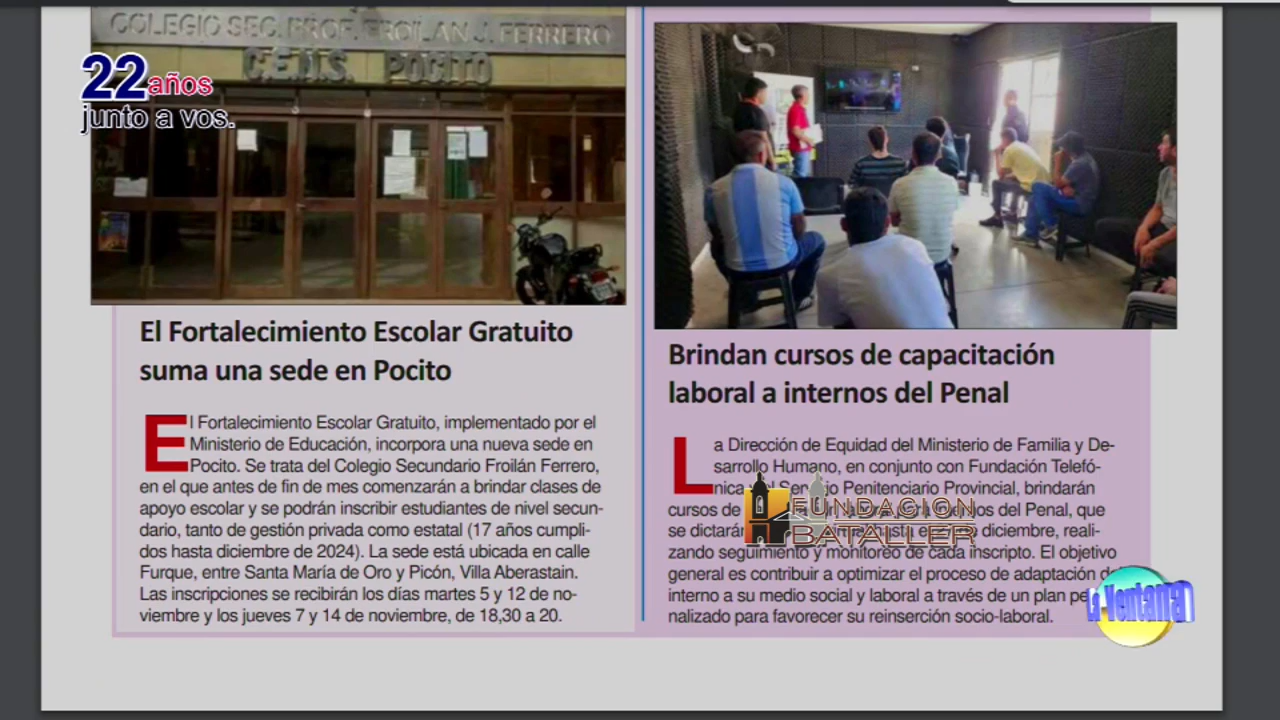 COLEGIO SEC. PROF. FROILAN J. FERRERO
C.E.N.S. POCITO
22 años
junto a vos.
El Fortalecimiento Escolar Gratuito
suma una sede en Pocito
El Fortalecimiento Escolar Gratuito, implementado por el
Ministerio de Educación, incorpora una nueva sede en
Pocito. Se trata del Colegio Secundario Froilán Ferrero,
en el que antes de fin de mes comenzarán a brindar clases de
apoyo escolar y se podrán inscribir estudiantes de nivel secun-
dario, tanto de gestión privada como estatal (17 años cumpli-
dos hasta diciembre de 2024). La sede está ubicada en calle
Furque, entre Santa María de Oro y Picón, Villa Aberastain.
Las inscripciones se recibirán los días martes 5 y 12 de no-
viembre y los jueves 7 y 14 de noviembre, de 18,30 a 20.
Brindan cursos de capacitación
laboral a internos del Penal
La Dirección de Equidad del Ministerio de Familia y De-
sarrollo Humano, en conjunto con Fundación Telefó-
nica Servicio Penitenciario Provincial, brindarán
cursos de internos del Penal, que
se dictarán diciembre, reali-
zando seguimiento y monitoreo de cada inscripto. El objetivo
general es contribuir a optimizar el proceso de adaptación del
interno a su medio social y laboral a través de un plan
nalizado para favorecer su reinserción socio-laboral.
FUNDACION
BATALLER
La Ventana